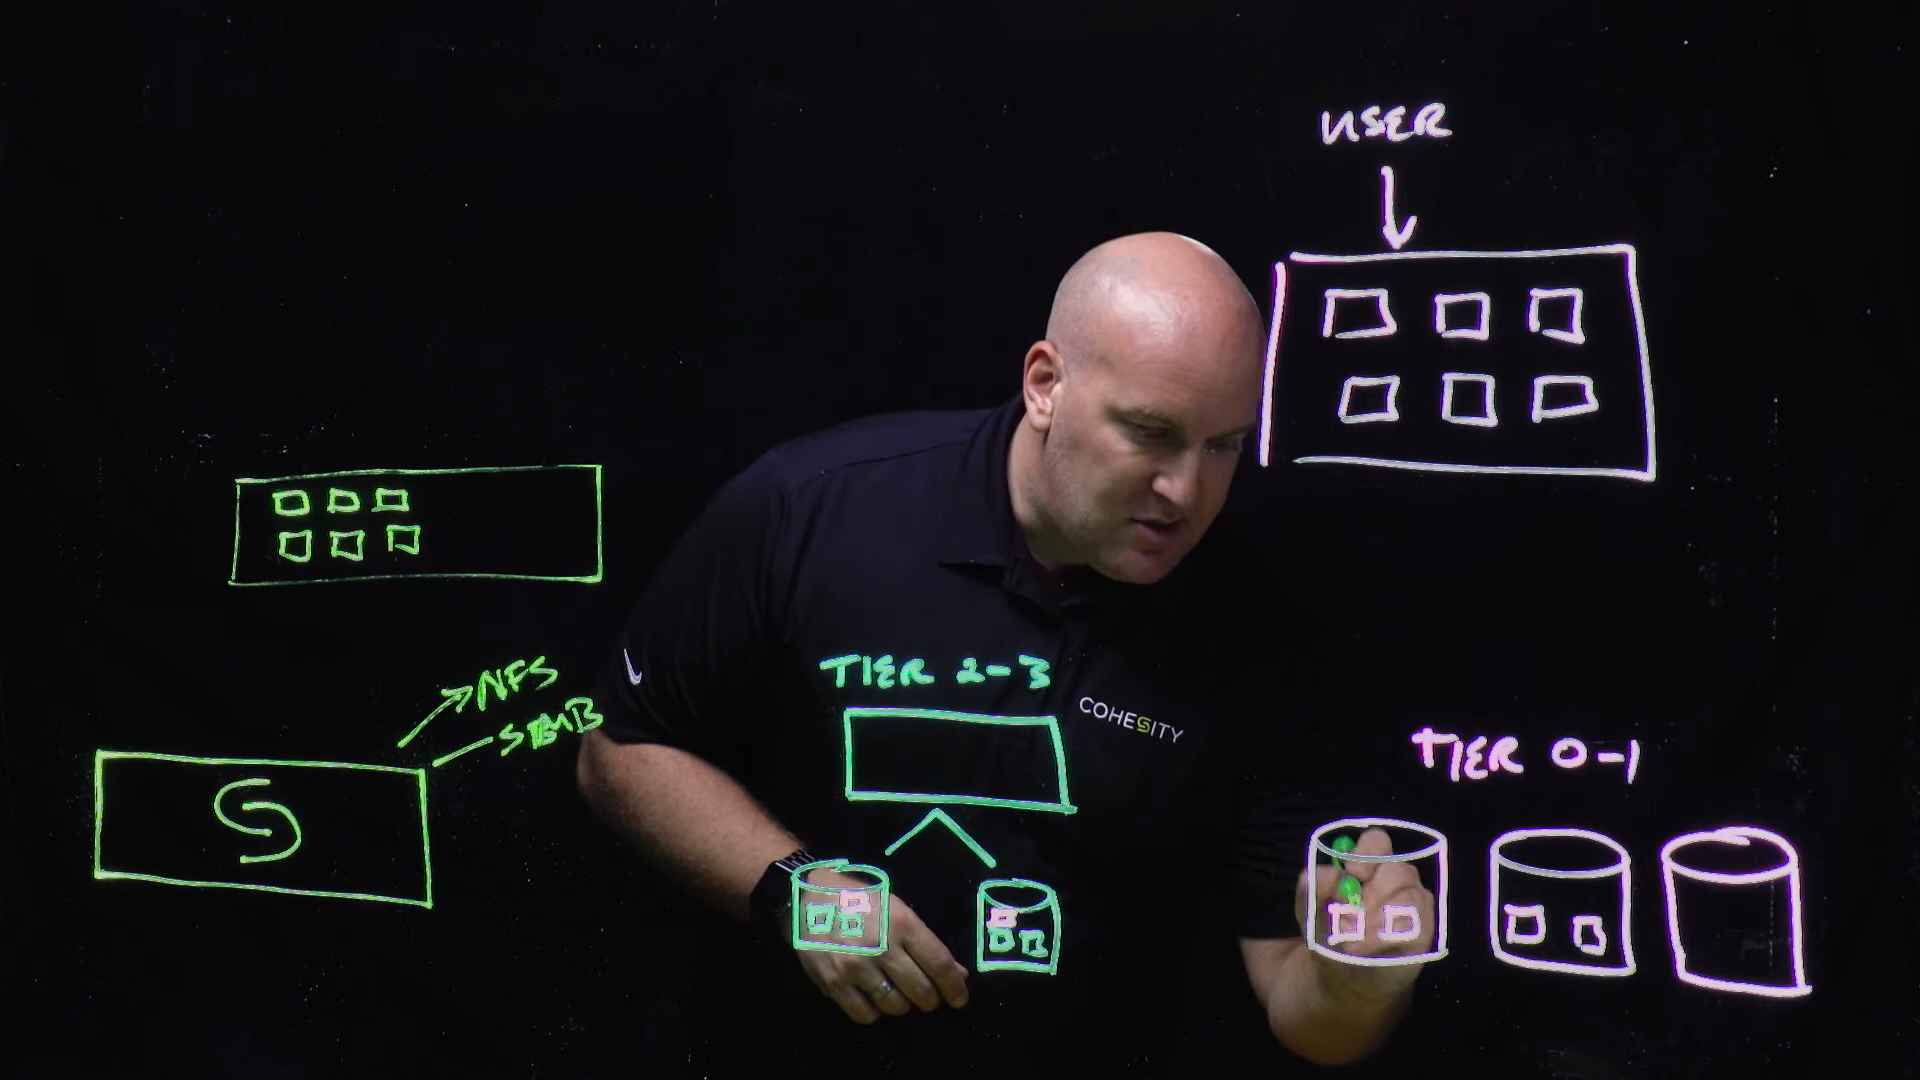 USER
NFS
SMB
TIER 2-3
COHESITY
TIER 0-1
S